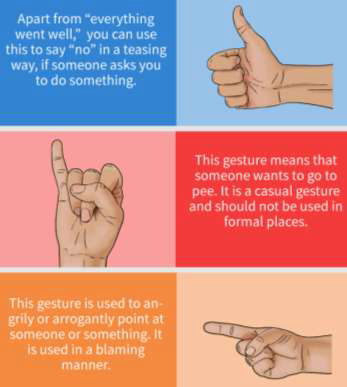 Apart from “everything
went well,” you can use
this to say “no” in a teasing
way, if someone asks you
to do something.
This gesture means that
someone wants to go to
pee. It is a casual gesture
and should not be used in
formal places.
This gesture is used to an-
grily or arrogantly point at
someone or something. It
is used in a blaming
manner.